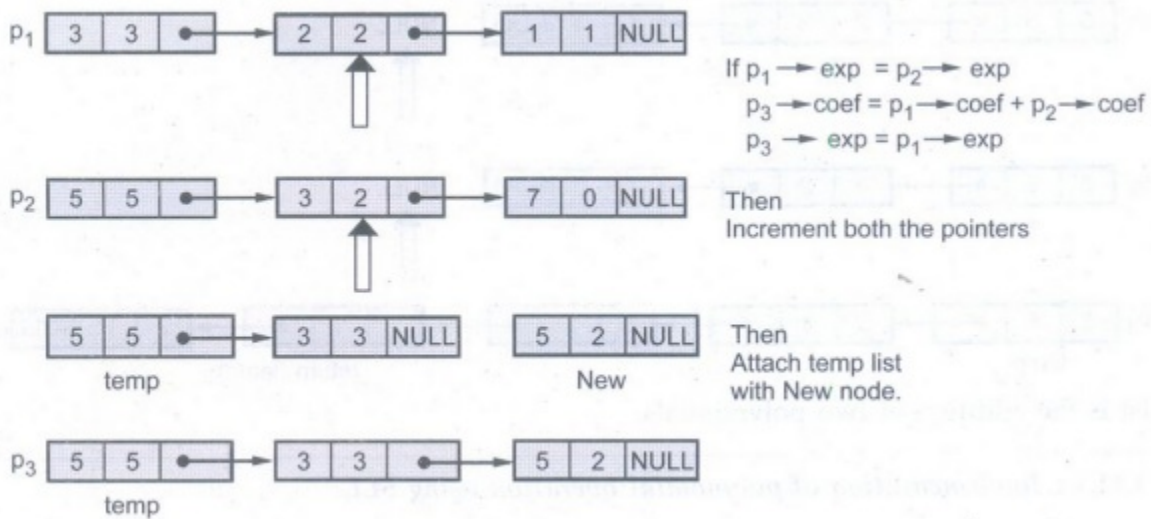 p1 3 3 2 2 1 1 NULL
If p1 → exp = p2 → exp
p3 → coef = p1 → coef + p2 → coef
p3 → exp = p1 → exp
p2 5 5 3 2 7 0 NULL
Then
Increment both the pointers
5 5 3 3 NULL 5 2 NULL
temp New
Then
Attach temp list
with New node.
p3 5 5 3 3 5 2 NULL
temp